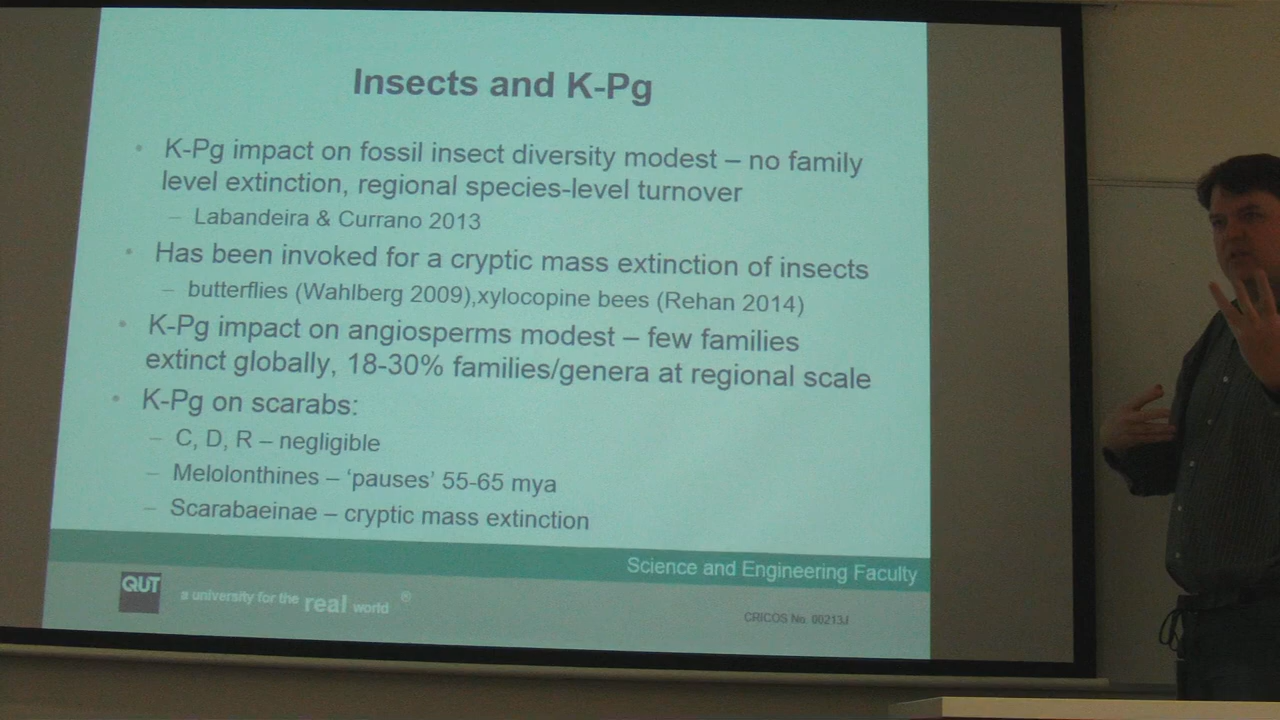 Insects and K-Pg
• K-Pg impact on fossil insect diversity modest – no family
level extinction, regional species-level turnover
– Labandeira & Currano 2013
• Has been invoked for a cryptic mass extinction of insects
– butterflies (Wahlberg 2009),xylocopine bees (Rehan 2014)
• K-Pg impact on angiosperms modest – few families
extinct globally, 18-30% families/genera at regional scale
• K-Pg on scarabs:
– C, D, R – negligible
– Melolonthines – ‘pauses’ 55-65 mya
– Scarabaeinae – cryptic mass extinction
Science and Engineering Faculty
QUT
a university for the real world ®
CRICOS No. 00213J